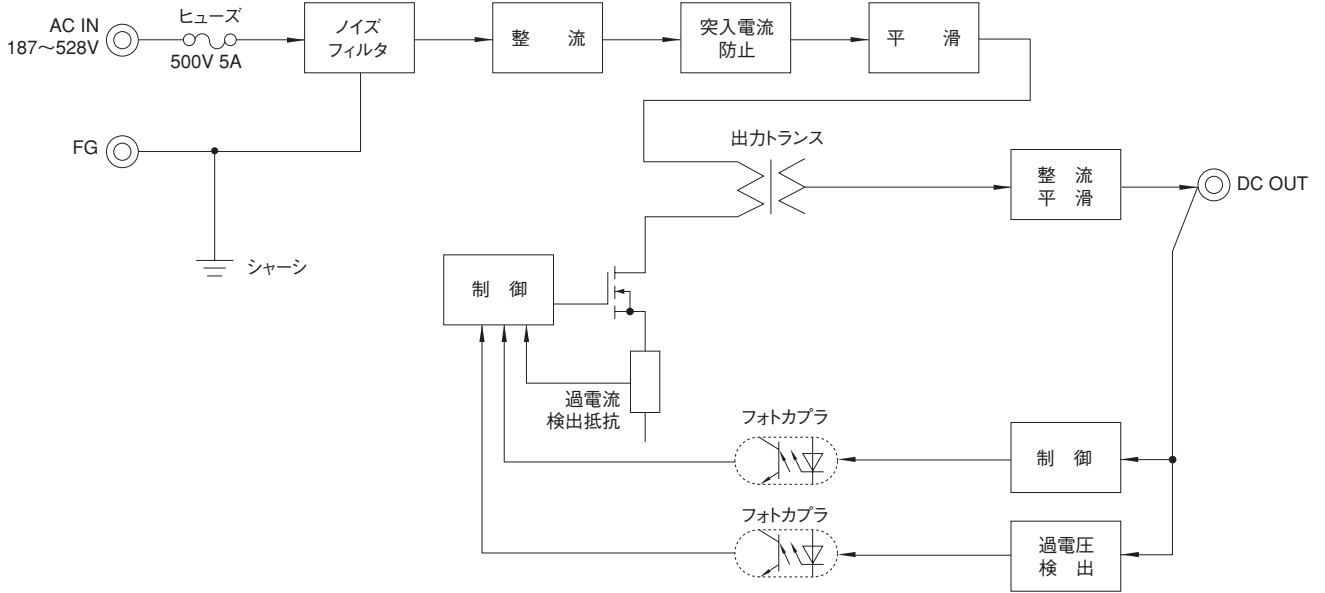 AC IN
187～528V
ヒューズ
500V 5A
ノイズ
フィルタ
整 流
突入電流
防止
平 滑
FG
シャーシ
出力トランス
整 流
平 滑
DC OUT
制 御
過電流
検出抵抗
フォトカプラ
制 御
フォトカプラ
過電圧
検 出